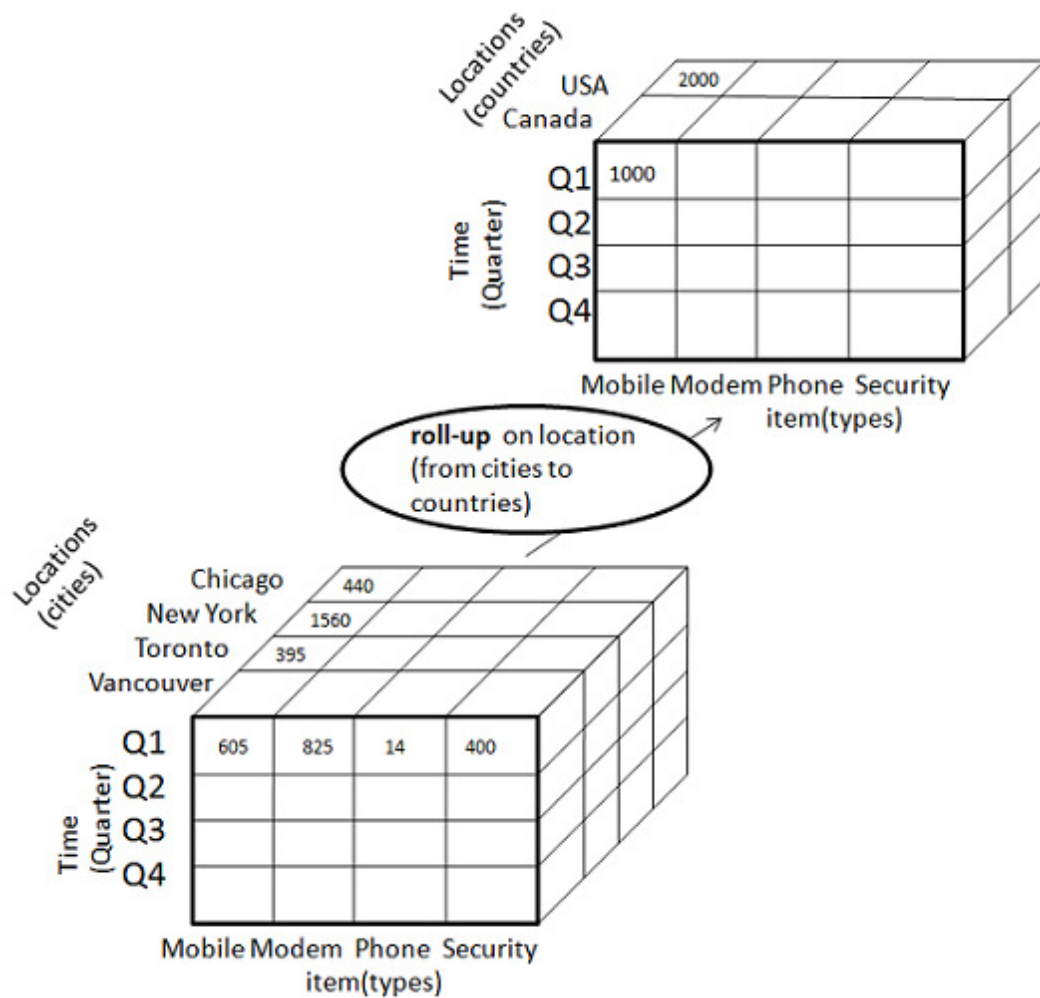 Locations
(countries)
USA
Canada
2000
Time
(Quarter)
Q1
Q2
Q3
Q4
1000
Mobile Modem Phone Security
item(types)
roll-up on location
(from cities to
countries)
Locations
(cities)
Chicago
New York
Toronto
Vancouver
440
1560
395
Time
(Quarter)
Q1
Q2
Q3
Q4
605 825 14 400
Mobile Modem Phone Security
item(types)